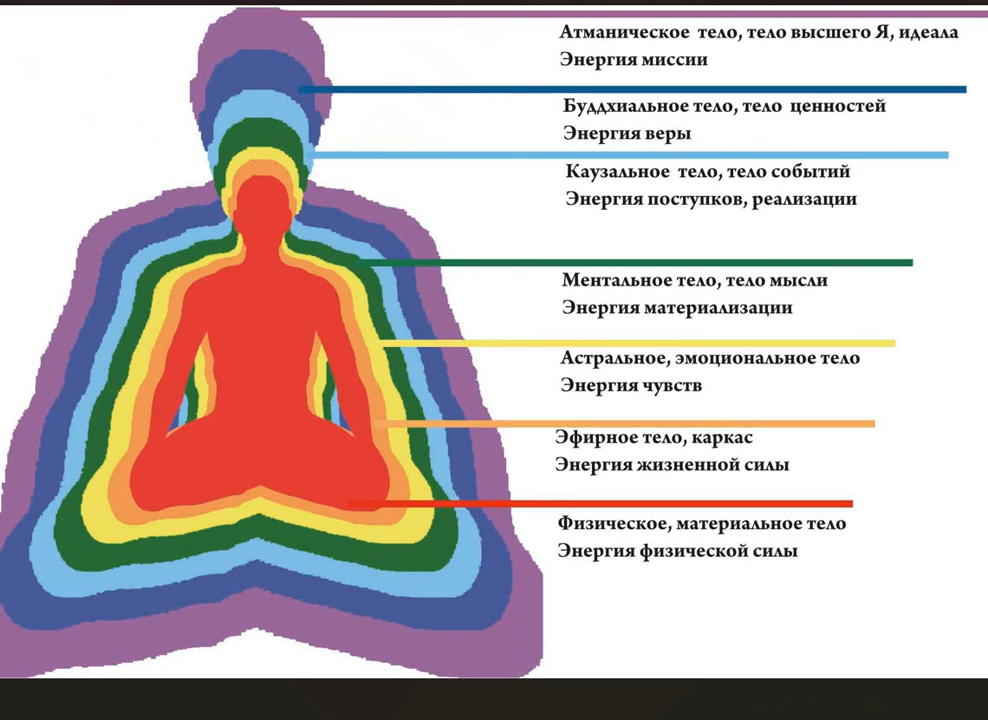 Атманическое тело, тело высшего Я, идеала
Энергия миссии
Буддхиальное тело, тело ценностей
Энергия веры
Каузальное тело, тело событий
Энергия поступков, реализации
Ментальное тело, тело мысли
Энергия материализации
Астральное, эмоциональное тело
Энергия чувств
Эфирное тело, каркас
Энергия жизненной силы
Физическое, материальное тело
Энергия физической силы